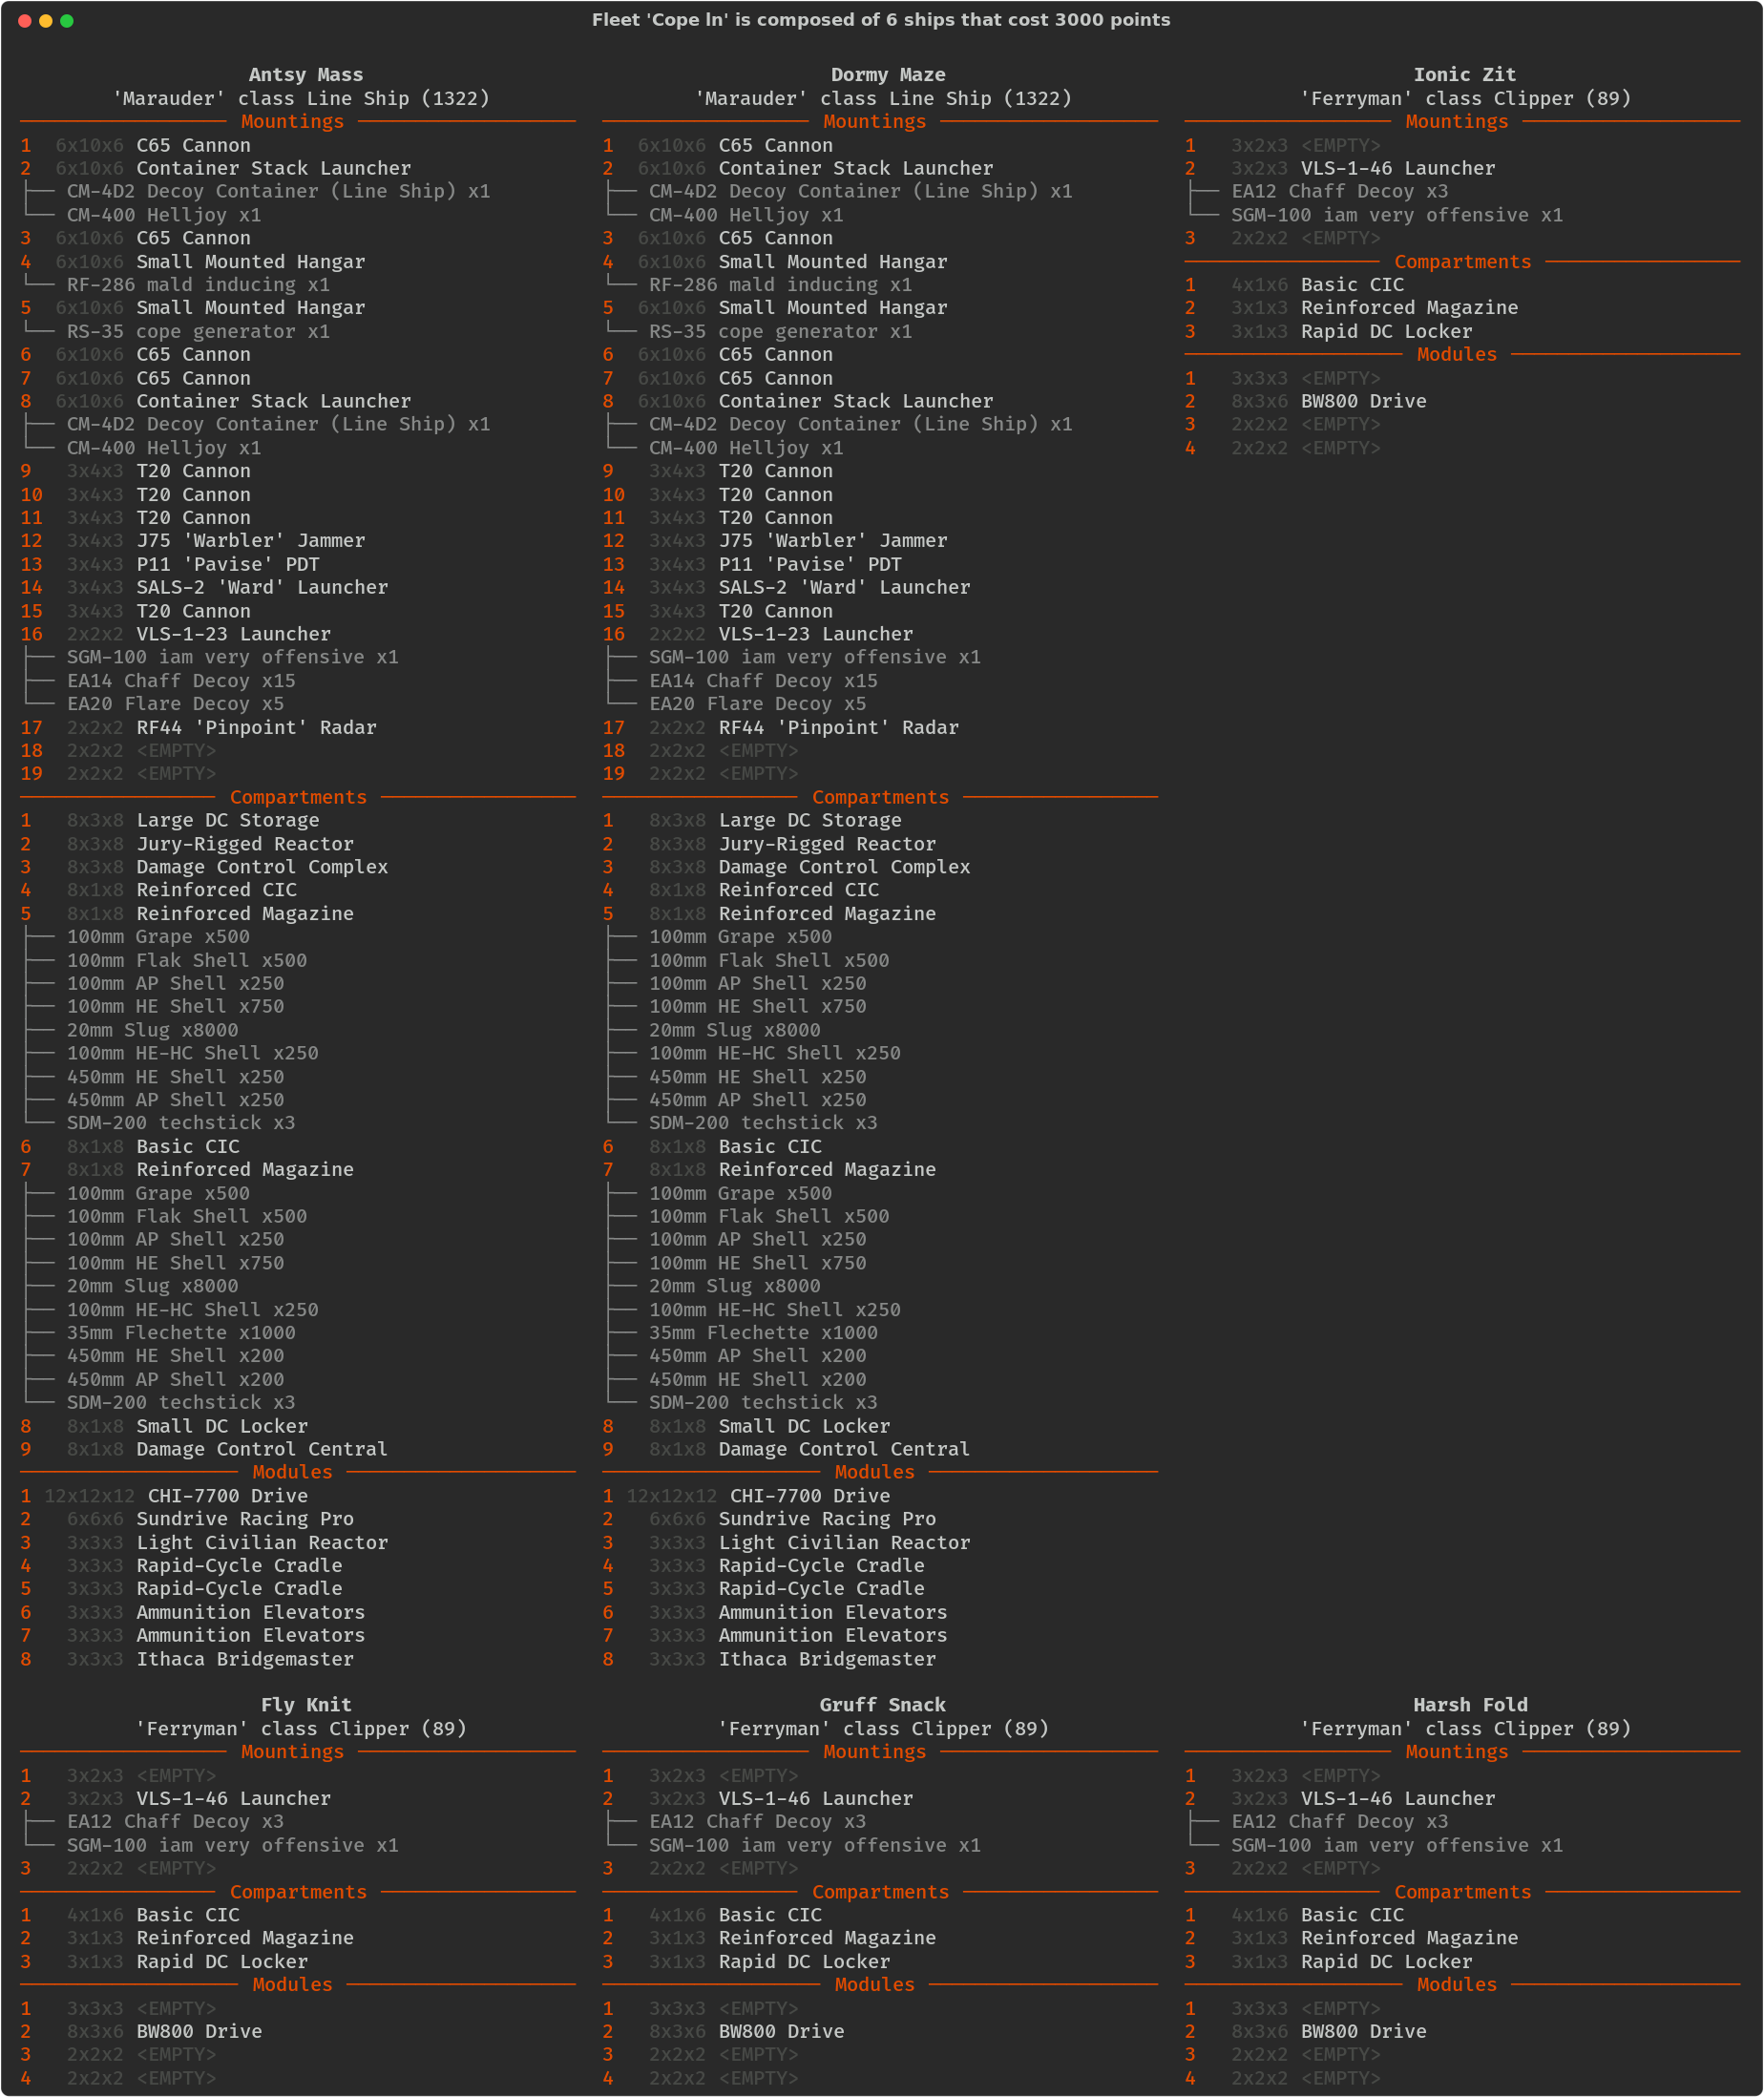 Fleet 'Cope In' is composed of 6 ships that cost 3000 points
Antsy Mass
'Marauder' class Line Ship (1322)
Mountings
1 6x10x6 C65 Cannon
2 6x10x6 Container Stack Launcher
├── CM-4D2 Decoy Container (Line Ship) x1
└── CM-400 Helljoy x1
3 6x10x6 C65 Cannon
4 6x10x6 Small Mounted Hangar
└── RF-286 mald inducing x1
5 6x10x6 Small Mounted Hangar
└── RS-35 cope generator x1
6 6x10x6 C65 Cannon
7 6x10x6 C65 Cannon
8 6x10x6 Container Stack Launcher
├── CM-4D2 Decoy Container (Line Ship) x1
└── CM-400 Helljoy x1
9 3x4x3 T20 Cannon
10 3x4x3 T20 Cannon
11 3x4x3 T20 Cannon
12 3x4x3 J75 'Warbler' Jammer
13 3x4x3 P11 'Pavise' PDT
14 3x4x3 SALS-2 'Ward' Launcher
15 3x4x3 T20 Cannon
16 2x2x2 VLS-1-23 Launcher
├── SGM-100 iam very offensive x1
├── EA14 Chaff Decoy x15
└── EA20 Flare Decoy x5
17 2x2x2 RF44 'Pinpoint' Radar
18 2x2x2 <EMPTY>
19 2x2x2 <EMPTY>
Compartments
1 8x3x8 Large DC Storage
2 8x3x8 Jury-Rigged Reactor
3 8x3x8 Damage Control Complex
4 8x1x8 Reinforced CIC
5 8x1x8 Reinforced Magazine
├── 100mm Grape x500
├── 100mm Flak Shell x500
├── 100mm AP Shell x250
├── 100mm HE Shell x750
├── 20mm Slug x8000
├── 100mm HE-HC Shell x250
├── 450mm HE Shell x250
├── 450mm AP Shell x250
└── SDM-200 techstick x3
6 8x1x8 Basic CIC
7 8x1x8 Reinforced Magazine
├── 100mm Grape x500
├── 100mm Flak Shell x500
├── 100mm AP Shell x250
├── 100mm HE Shell x750
├── 20mm Slug x8000
├── 100mm HE-HC Shell x250
├── 35mm Flechette x1000
├── 450mm HE Shell x200
├── 450mm AP Shell x200
└── SDM-200 techstick x3
8 8x1x8 Small DC Locker
9 8x1x8 Damage Control Central
Modules
1 12x12x12 CHI-7700 Drive
2 6x6x6 Sundrive Racing Pro
3 3x3x3 Light Civilian Reactor
4 3x3x3 Rapid-Cycle Cradle
5 3x3x3 Rapid-Cycle Cradle
6 3x3x3 Ammunition Elevators
7 3x3x3 Ammunition Elevators
8 3x3x3 Ithaca Bridgemaster
Dormy Maze
'Marauder' class Line Ship (1322)
Mountings
1 6x10x6 C65 Cannon
2 6x10x6 Container Stack Launcher
├── CM-4D2 Decoy Container (Line Ship) x1
└── CM-400 Helljoy x1
3 6x10x6 C65 Cannon
4 6x10x6 Small Mounted Hangar
└── RF-286 mald inducing x1
5 6x10x6 Small Mounted Hangar
└── RS-35 cope generator x1
6 6x10x6 C65 Cannon
7 6x10x6 C65 Cannon
8 6x10x6 Container Stack Launcher
├── CM-4D2 Decoy Container (Line Ship) x1
└── CM-400 Helljoy x1
9 3x4x3 T20 Cannon
10 3x4x3 T20 Cannon
11 3x4x3 T20 Cannon
12 3x4x3 J75 'Warbler' Jammer
13 3x4x3 P11 'Pavise' PDT
14 3x4x3 SALS-2 'Ward' Launcher
15 3x4x3 T20 Cannon
16 2x2x2 VLS-1-23 Launcher
├── SGM-100 iam very offensive x1
├── EA14 Chaff Decoy x15
└── EA20 Flare Decoy x5
17 2x2x2 RF44 'Pinpoint' Radar
18 2x2x2 <EMPTY>
19 2x2x2 <EMPTY>
Compartments
1 8x3x8 Large DC Storage
2 8x3x8 Jury-Rigged Reactor
3 8x3x8 Damage Control Complex
4 8x1x8 Reinforced CIC
5 8x1x8 Reinforced Magazine
├── 100mm Grape x500
├── 100mm Flak Shell x500
├── 100mm AP Shell x250
├── 100mm HE Shell x750
├── 20mm Slug x8000
├── 100mm HE-HC Shell x250
├── 450mm HE Shell x250
├── 450mm AP Shell x250
└── SDM-200 techstick x3
6 8x1x8 Basic CIC
7 8x1x8 Reinforced Magazine
├── 100mm Grape x500
├── 100mm Flak Shell x500
├── 100mm AP Shell x250
├── 100mm HE Shell x750
├── 20mm Slug x8000
├── 100mm HE-HC Shell x250
├── 35mm Flechette x1000
├── 450mm AP Shell x200
├── 450mm HE Shell x200
└── SDM-200 techstick x3
8 8x1x8 Small DC Locker
9 8x1x8 Damage Control Central
Modules
1 12x12x12 CHI-7700 Drive
2 6x6x6 Sundrive Racing Pro
3 3x3x3 Light Civilian Reactor
4 3x3x3 Rapid-Cycle Cradle
5 3x3x3 Rapid-Cycle Cradle
6 3x3x3 Ammunition Elevators
7 3x3x3 Ammunition Elevators
8 3x3x3 Ithaca Bridgemaster
Ionic Zit
'Ferryman' class Clipper (89)
Mountings
1 3x2x3 <EMPTY>
2 3x2x3 VLS-1-46 Launcher
├── EA12 Chaff Decoy x3
└── SGM-100 iam very offensive x1
3 2x2x2 <EMPTY>
Compartments
1 4x1x6 Basic CIC
2 3x1x3 Reinforced Magazine
3 3x1x3 Rapid DC Locker
Modules
1 3x3x3 <EMPTY>
2 8x3x6 BW800 Drive
3 2x2x2 <EMPTY>
4 2x2x2 <EMPTY>
Fly Knit
'Ferryman' class Clipper (89)
Mountings
1 3x2x3 <EMPTY>
2 3x2x3 VLS-1-46 Launcher
├── EA12 Chaff Decoy x3
└── SGM-100 iam very offensive x1
3 2x2x2 <EMPTY>
Compartments
1 4x1x6 Basic CIC
2 3x1x3 Reinforced Magazine
3 3x1x3 Rapid DC Locker
Modules
1 3x3x3 <EMPTY>
2 8x3x6 BW800 Drive
3 2x2x2 <EMPTY>
4 2x2x2 <EMPTY>
Gruff Snack
'Ferryman' class Clipper (89)
Mountings
1 3x2x3 <EMPTY>
2 3x2x3 VLS-1-46 Launcher
├── EA12 Chaff Decoy x3
└── SGM-100 iam very offensive x1
3 2x2x2 <EMPTY>
Compartments
1 4x1x6 Basic CIC
2 3x1x3 Reinforced Magazine
3 3x1x3 Rapid DC Locker
Modules
1 3x3x3 <EMPTY>
2 8x3x6 BW800 Drive
3 2x2x2 <EMPTY>
4 2x2x2 <EMPTY>
Harsh Fold
'Ferryman' class Clipper (89)
Mountings
1 3x2x3 <EMPTY>
2 3x2x3 VLS-1-46 Launcher
├── EA12 Chaff Decoy x3
└── SGM-100 iam very offensive x1
3 2x2x2 <EMPTY>
Compartments
1 4x1x6 Basic CIC
2 3x1x3 Reinforced Magazine
3 3x1x3 Rapid DC Locker
Modules
1 3x3x3 <EMPTY>
2 8x3x6 BW800 Drive
3 2x2x2 <EMPTY>
4 2x2x2 <EMPTY>